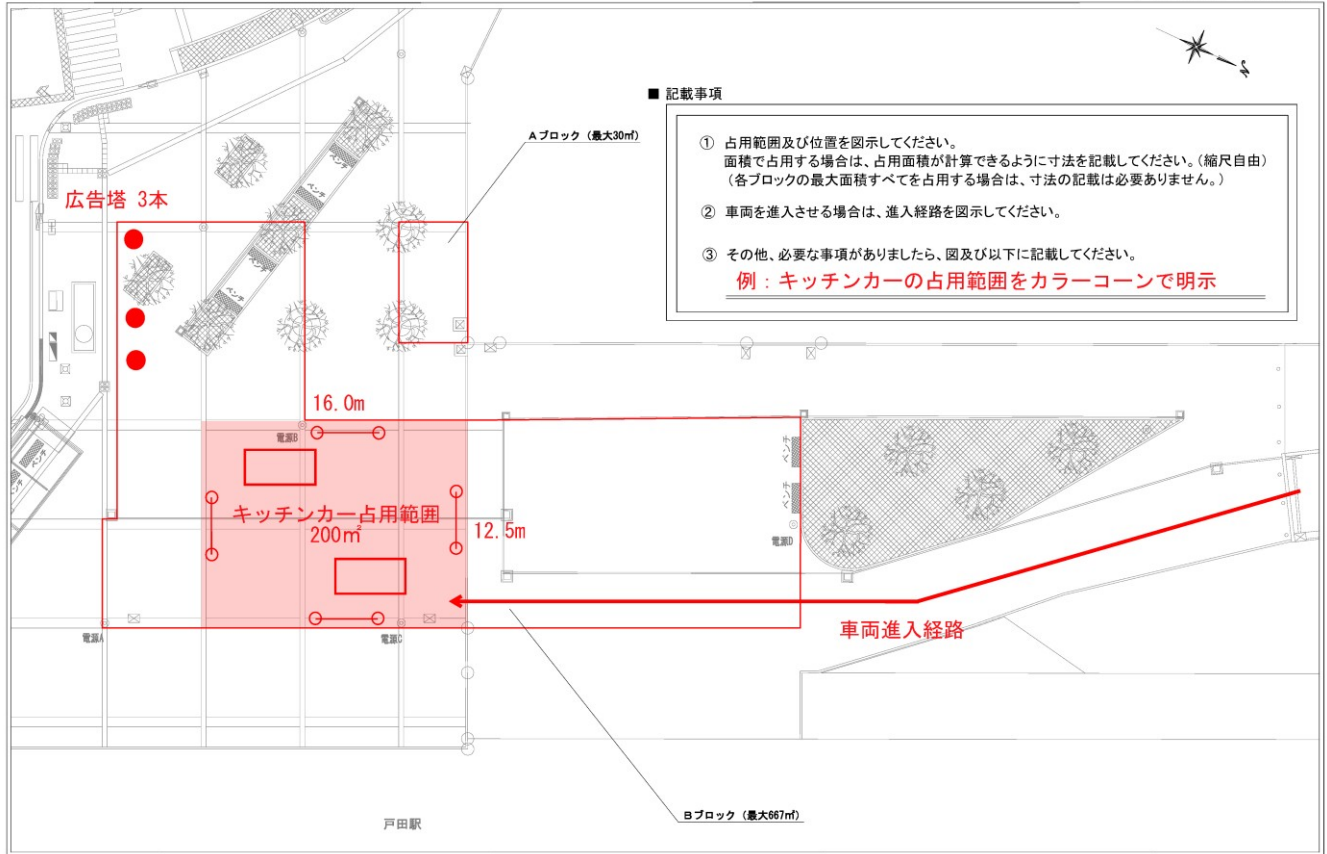 ■ 記載事項
① 占用範囲及び位置を図示してください。
面積で占用する場合は、占用面積が計算できるように寸法を記載してください。(縮尺自由)
(各ブロックの最大面積すべてを占用する場合は、寸法の記載は必要ありません。)
② 車両を進入させる場合は、進入経路を図示してください。
③ その他、必要な事項がありましたら、図及び以下に記載してください。
例：キッチンカーの占用範囲をカラーコーンで明示
N
Aブロック (最大30㎡)
広告塔 3本
ベンチ
ベンチ
ベンチ
ベンチ
16.0m
電源B
キッチンカー占用範囲
200㎡
12.5m
ベンチ
ベンチ
電源D
ベンチ
ベンチ
電源A
電源C
車両進入経路
Bブロック (最大667㎡)
戸田駅